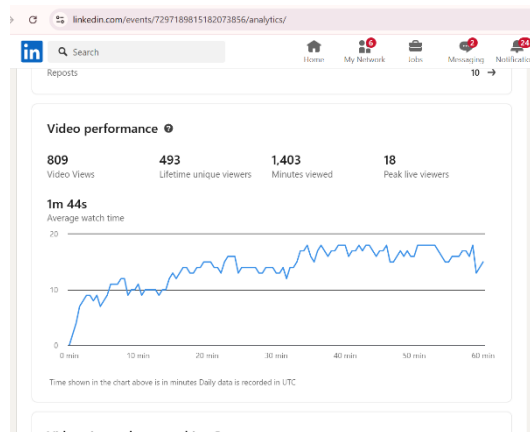 linkedin.com/events/7297189815182073856/analytics/
in
Search
Home
6
My Network
Jobs
2
Messaging
24
Reposts
10 →
Video performance
809
Video Views
493
Lifetime unique viewers
1,403
Minutes viewed
18
Peak live viewers
1m 44s
Average watch time
20
10
0
0 min 10 min 20 min 30 min 40 min 50 min 60 min
Time shown in the chart above is in minutes Daily data is recorded in UTC